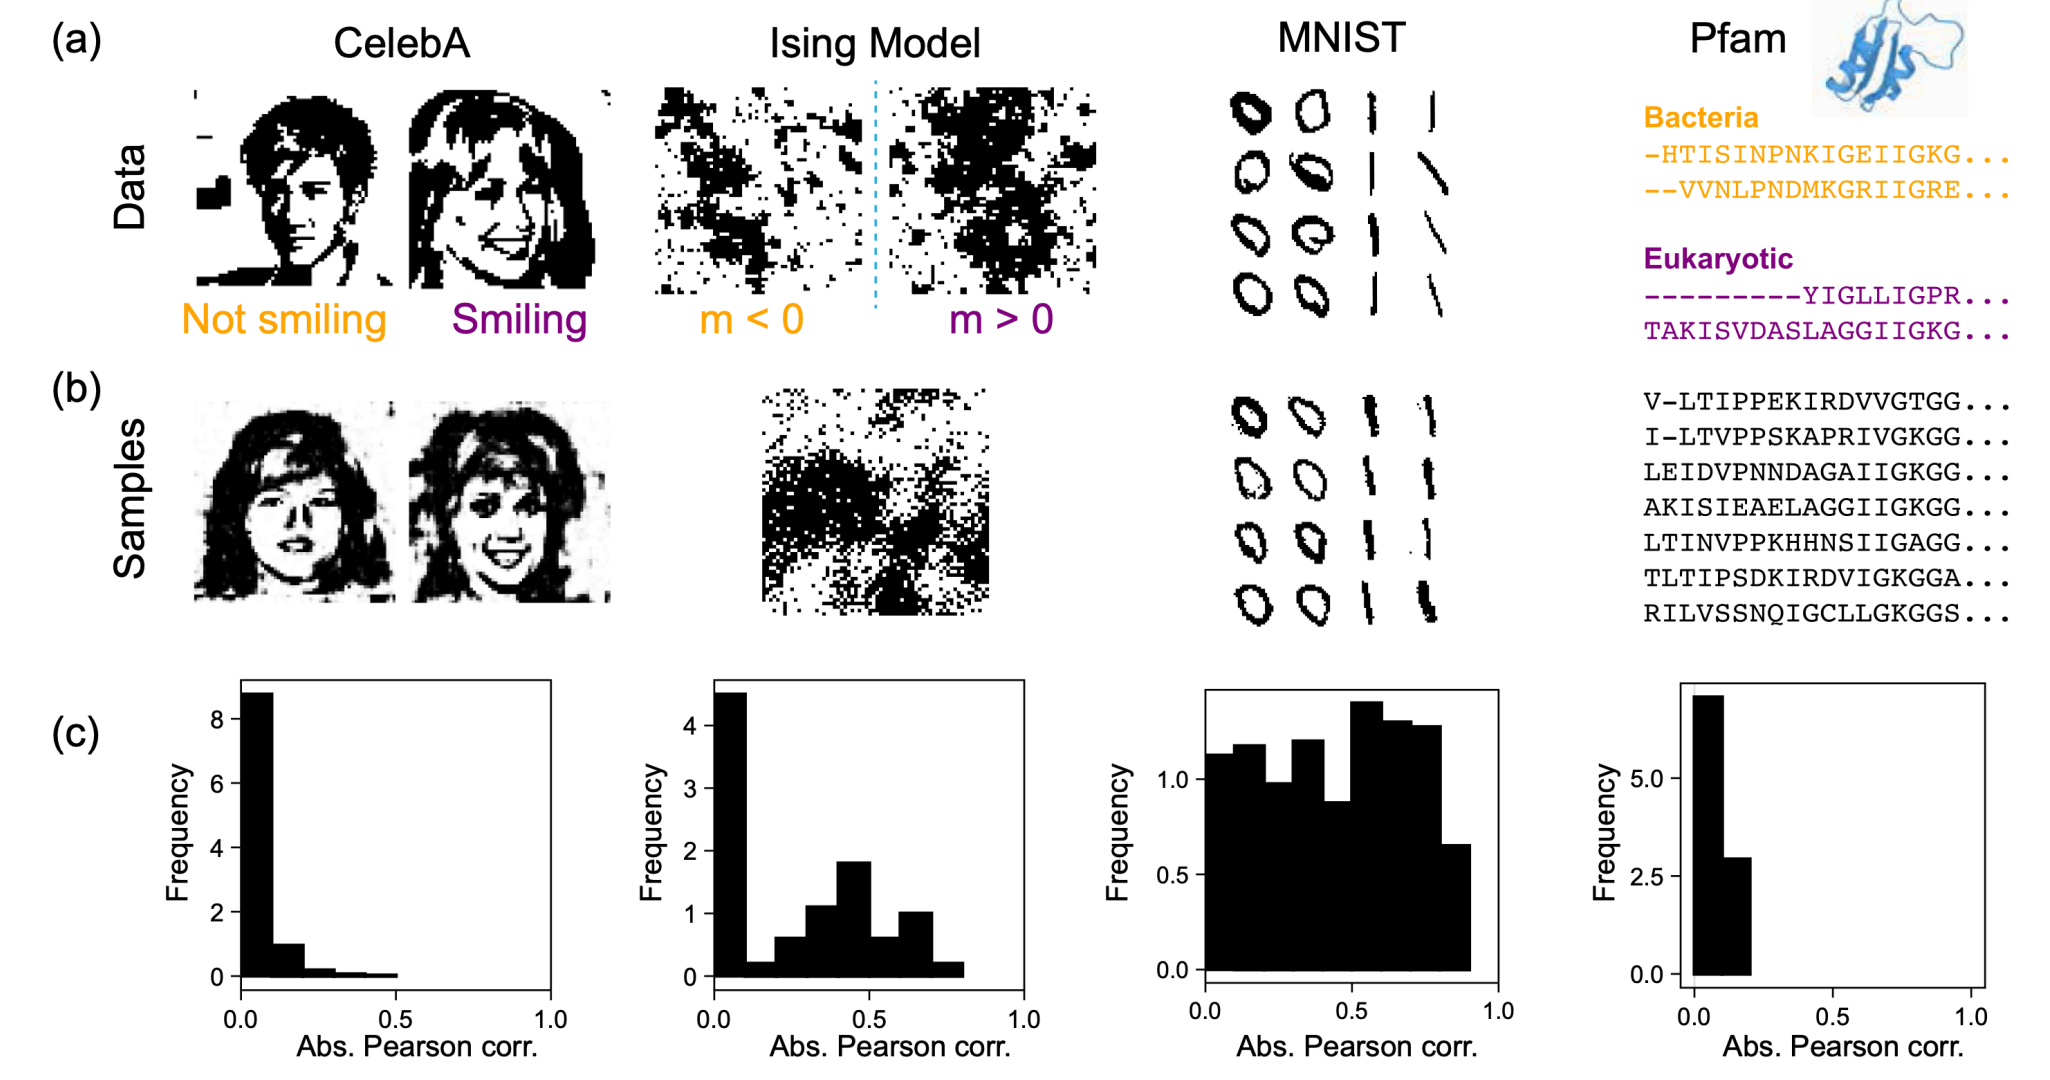 (a)
CelebA
Ising Model
MNIST
Pfam
Data
Not smiling
Smiling
m < 0
m > 0
Bacteria
-HTISINPNKIGEIIGKG...
--VVNLPNDMKGRIIGRE...
Eukaryotic
---------YIGLLIGPR...
TAKISVDASLAGGIIGKG...
(b)
Samples
V-LTIPPEKIRDVVGTGG...
I-LTVPPSKAPRIVGKGG...
LEIDVPNNDAGAIIGKGG...
AKISIEAELAGGIIGKGG...
LTINVPPKHHNSIIGAGG...
TLTIPSDKIRDVIGKGGA...
RILVSSNQIGCLLGKGGS...
(c)
Frequency
8
6
4
2
0
0.0 0.5 1.0
Abs. Pearson corr.
Frequency
4
3
2
1
0
0.0 0.5 1.0
Abs. Pearson corr.
Frequency
1.0
0.5
0.0
0.0 0.5 1.0
Abs. Pearson corr.
Frequency
5.0
2.5
0.0
0.0 0.5 1.0
Abs. Pearson corr.